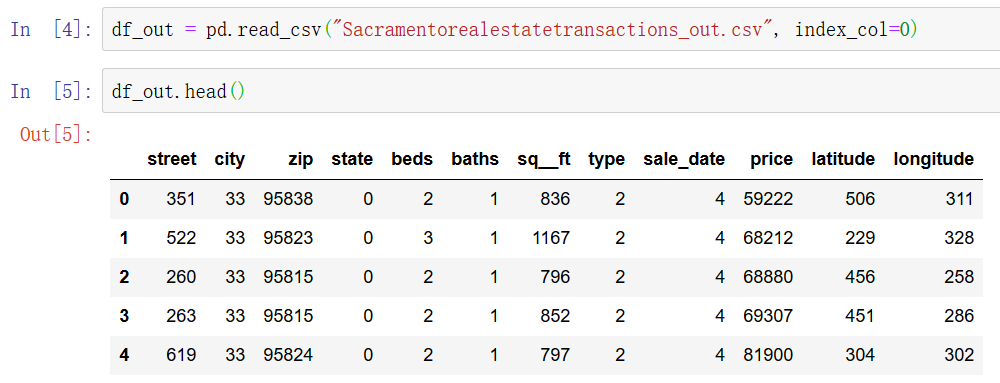 In [4]: df_out = pd.read_csv("Sacramentorealestatetransactions_out.csv", index_col=0)
In [5]: df_out.head()
Out[5]:
street city zip state beds baths sq__ft type sale_date price latitude longitude
0 351 33 95838 0 2 1 836 2 4 59222 506 311
1 522 33 95823 0 3 1 1167 2 4 68212 229 328
2 260 33 95815 0 2 1 796 2 4 68880 456 258
3 263 33 95815 0 2 1 852 2 4 69307 451 286
4 619 33 95824 0 2 1 797 2 4 81900 304 302